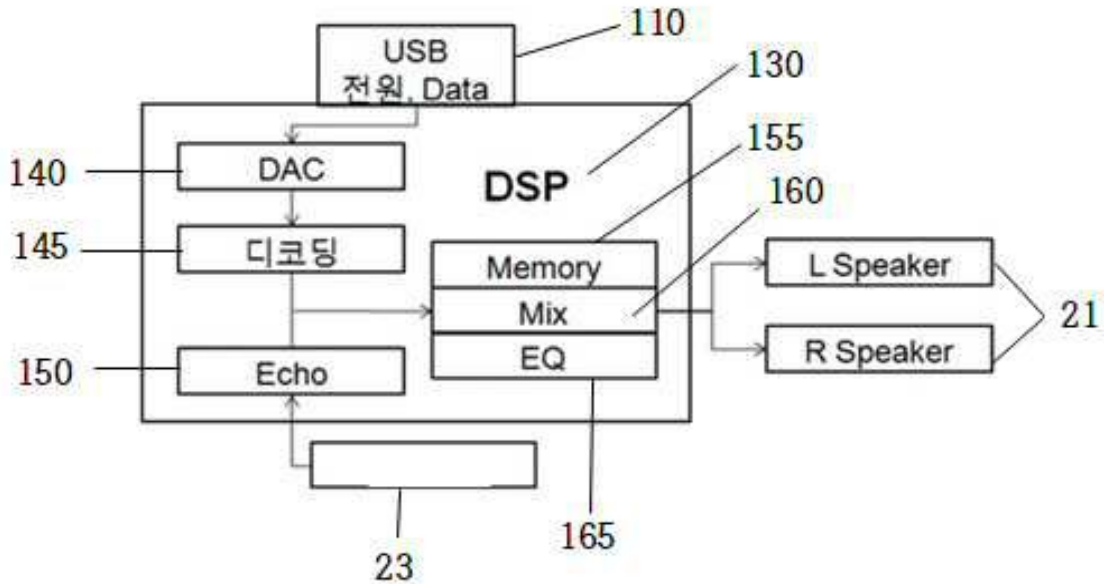 USB
전원, Data
110
130
155
160
140
DAC
DSP
145
디코딩
Memory
Mix
EQ
L Speaker
R Speaker
21
150
Echo
23
165